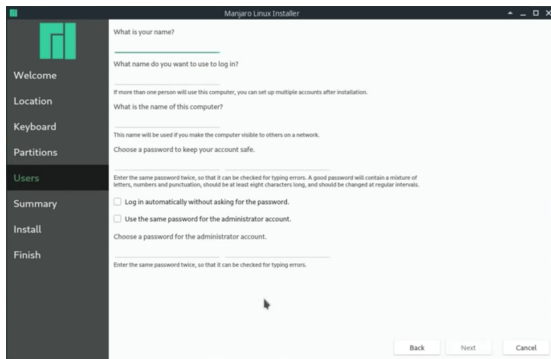 Manjaro Linux Installer
Welcome
Location
Keyboard
Partitions
Users
Summary
Install
Finish
What is your name?
What name do you want to use to log in?
If more than one person will use this computer, you can set up multiple accounts after installation.
What is the name of this computer?
This name will be used if you make the computer visible to others on a network.
Choose a password to keep your account safe.
Enter the same password twice, so that it can be checked for typing errors. A good password will contain a mixture of
letters, numbers and punctuation, should be at least eight characters long, and should be changed at regular intervals.
Log in automatically without asking for the password.
Use the same password for the administrator account.
Choose a password for the administrator account.
Enter the same password twice, so that it can be checked for typing errors.
Back Next Cancel